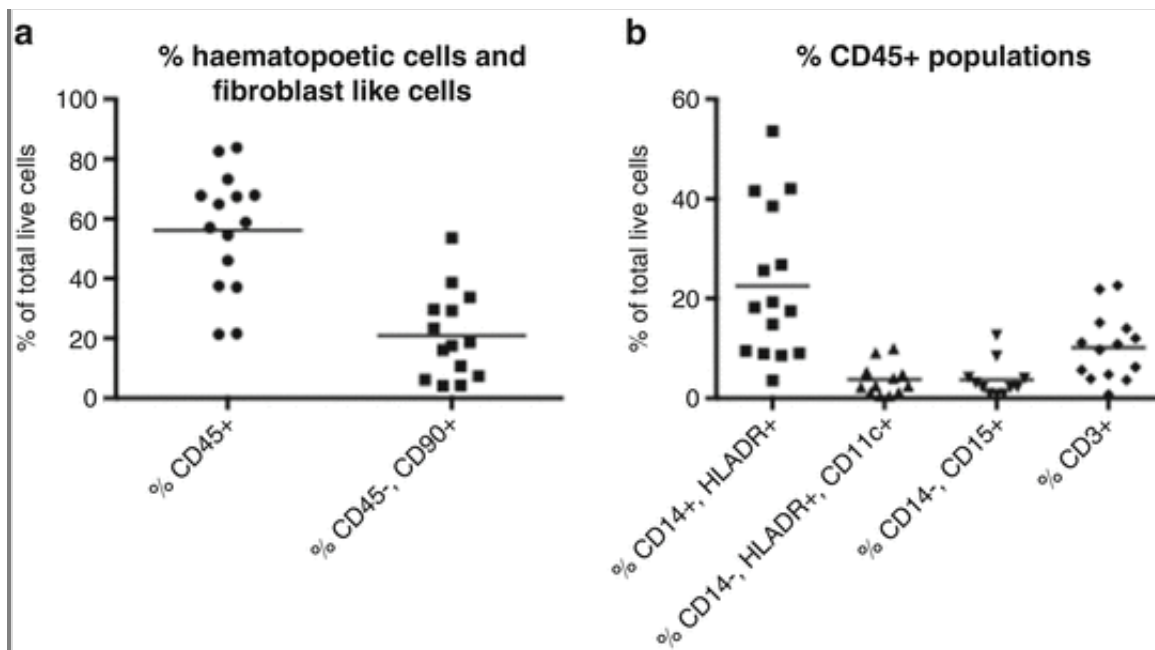 a
% haematopoetic cells and
fibroblast like cells
100
80
60
40
20
0
% of total live cells
% CD45+
% CD45-, CD90+
b
% CD45+ populations
60
40
20
0
% of total live cells
% CD14+, HLADR+
% CD14-, HLADR+, CD11c+
% CD14-, CD15+
% CD3+